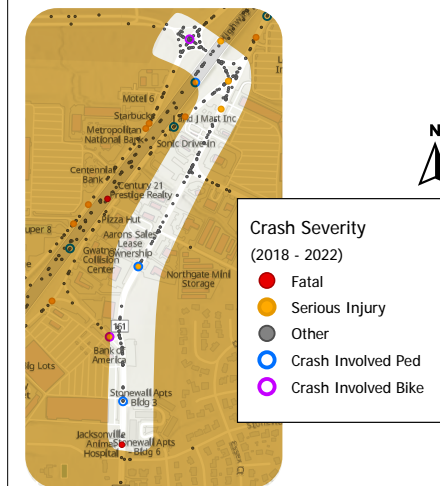 Highway
Motel 6
Starbucks
Metropolitan
National Bank
J and J Mast Inc
Sonic Drive-in
Centennial
Bank
Century 21
Prestige Realty
Pizza Hut
Aarons Sales
Lease
Ownership
uper 8
Gwatney
Collision
Center
Northgate Mini
Storage
161
Bank of
America
Big Lots
Stonewall Apts
Bldg 3
Jacksonville
Animal
Hospital
Stonewall Apts
Bldg 6
N
Crash Severity
(2018 - 2022)
Fatal
Serious Injury
Other
Crash Involved Ped
Crash Involved Bike